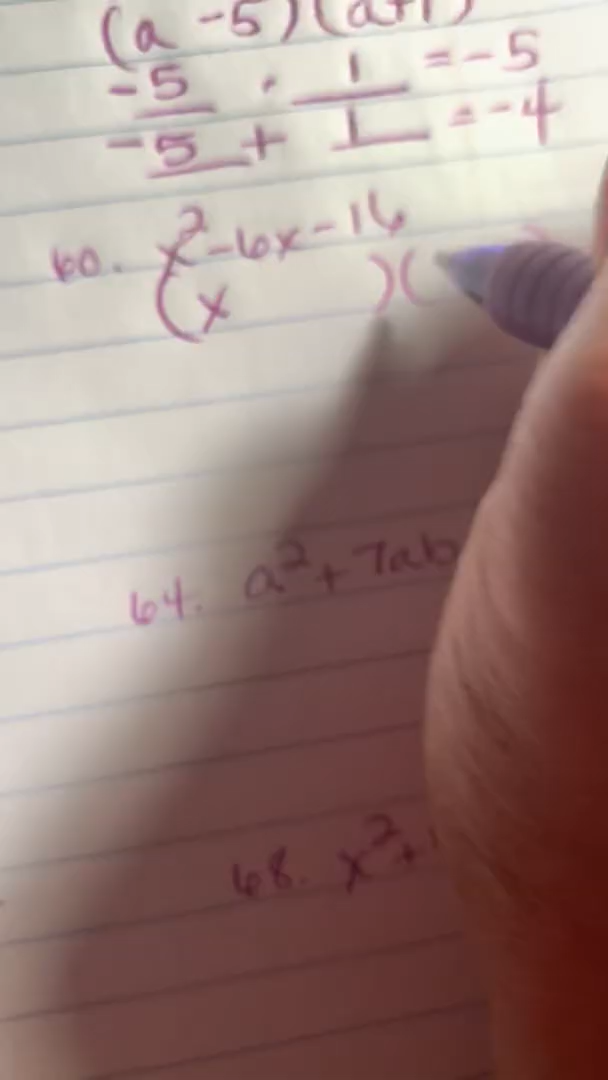 (a -5)(a+1)
-5 · 1 = -5
-5 + 1 = -4
60. x²-6x-16
(x )(
64. a²+7ab
68. x²+